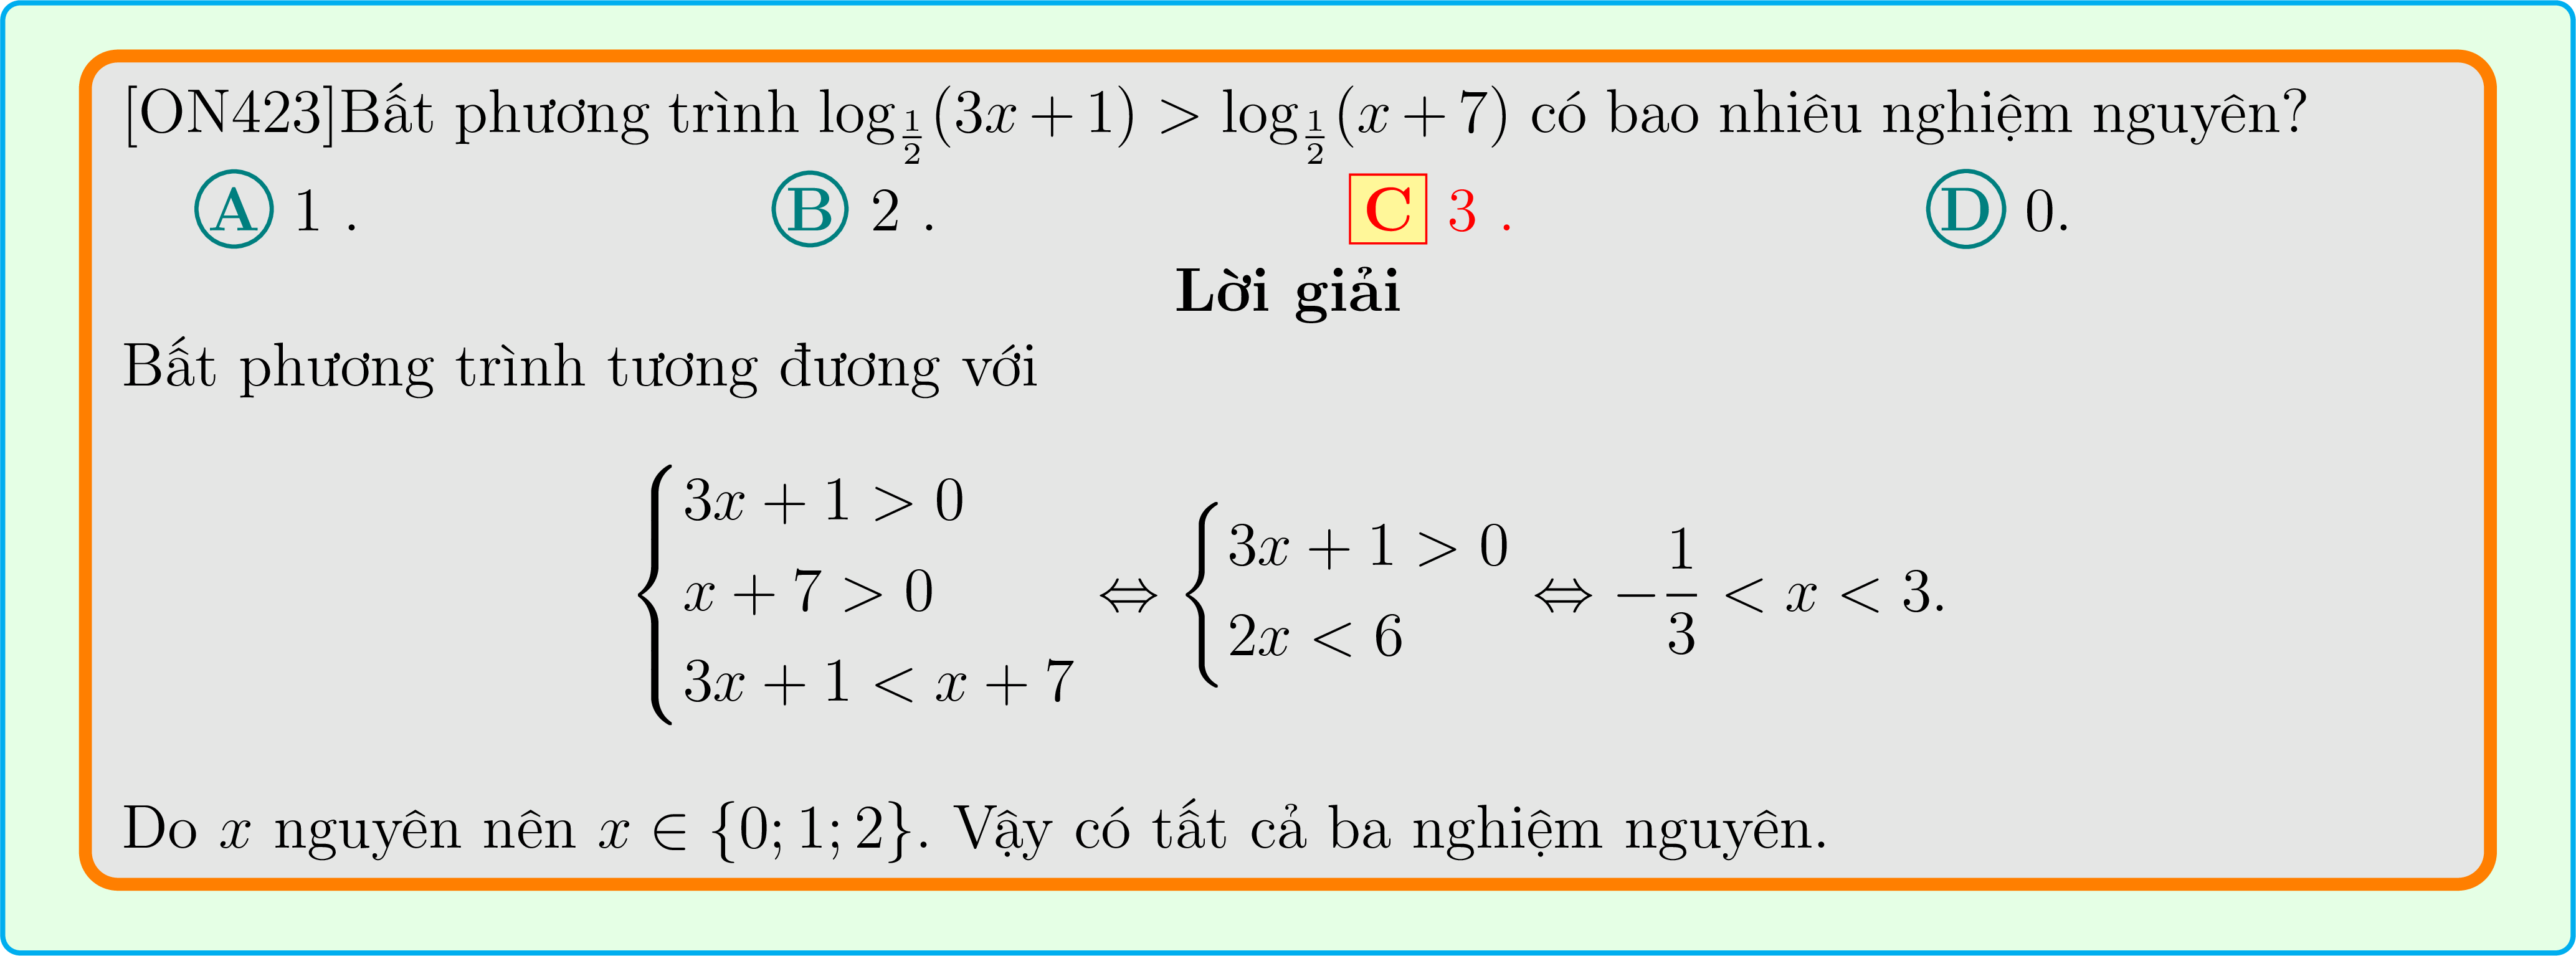 [ON423]Bất phương trình $\log_{\frac{1}{2}}(3x+1) > \log_{\frac{1}{2}}(x+7)$ có bao nhiêu nghiệm nguyên?
A 1 . B 2 . C 3 . D 0.
Lời giải
Bất phương trình tương đương với
$\begin{cases} 3x+1>0 \\ x+7>0 \\ 3x+1<x+7 \end{cases} \Leftrightarrow \begin{cases} 3x+1>0 \\ 2x<6 \end{cases} \Leftrightarrow -\dfrac{1}{3}<x<3.$
Do $x$ nguyên nên $x \in \{0;1;2\}$. Vậy có tất cả ba nghiệm nguyên.